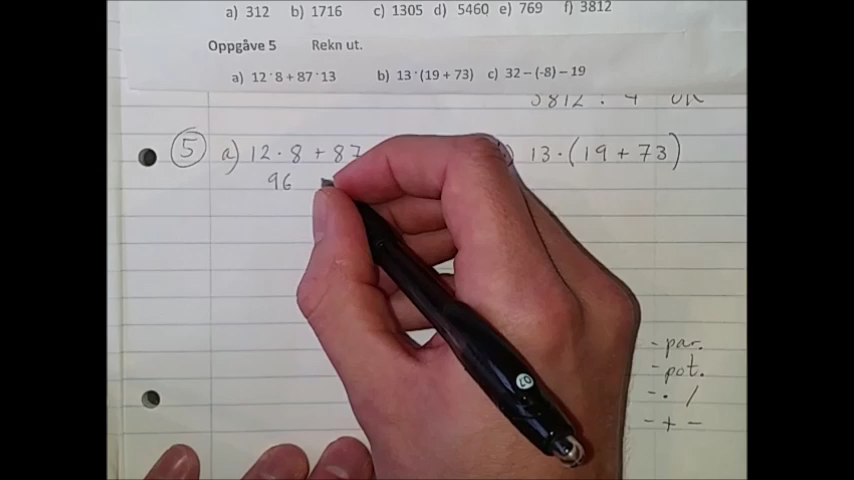 a) 312 b) 1716 c) 1305 d) 5460 e) 769 f) 3812
Oppgåve 5 Rekn ut.
a) 12·8 + 87·13 b) 13·(19 + 73) c) 32 – (-8) – 19
3812 : 4 OK
5 a) 12·8 + 87 13·(19 + 73)
96
- par.
- pot.
- · /
- + -